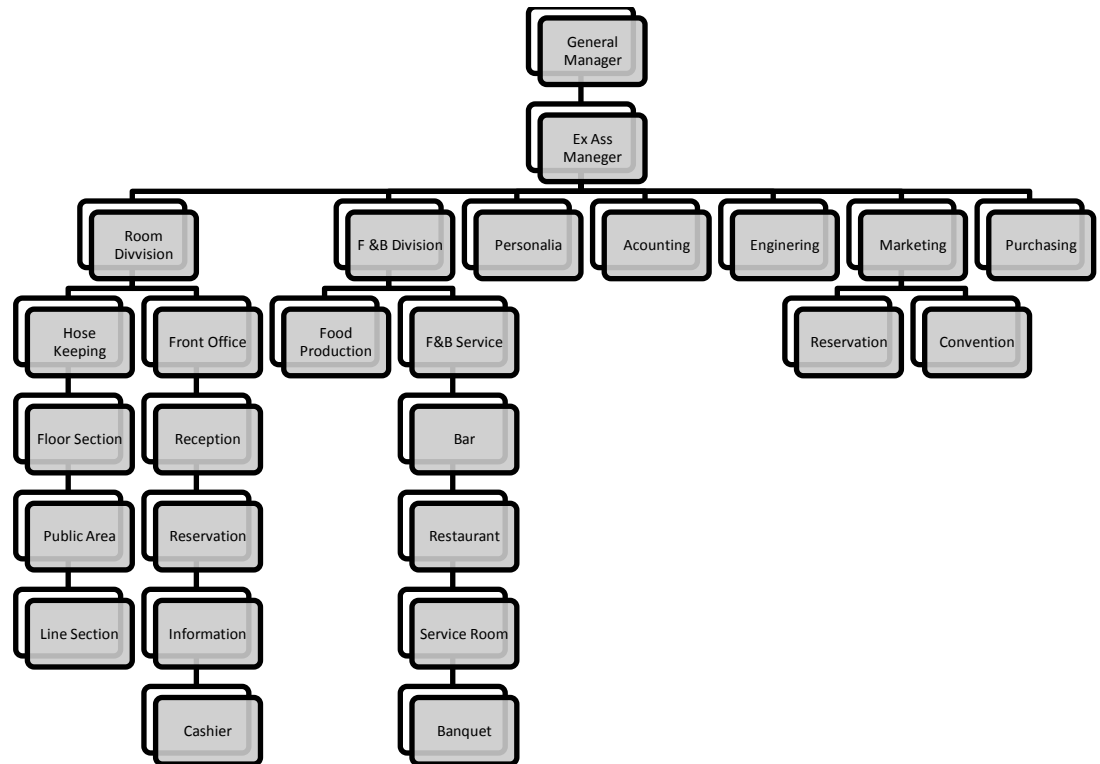 General
Manager
Ex Ass
Maneger
Room
Divvision
F &B Division
Personalia
Acounting
Enginering
Marketing
Purchasing
Hose
Keeping
Front Office
Food
Production
F&B Service
Reservation
Convention
Floor Section
Reception
Bar
Public Area
Reservation
Restaurant
Line Section
Information
Service Room
Cashier
Banquet